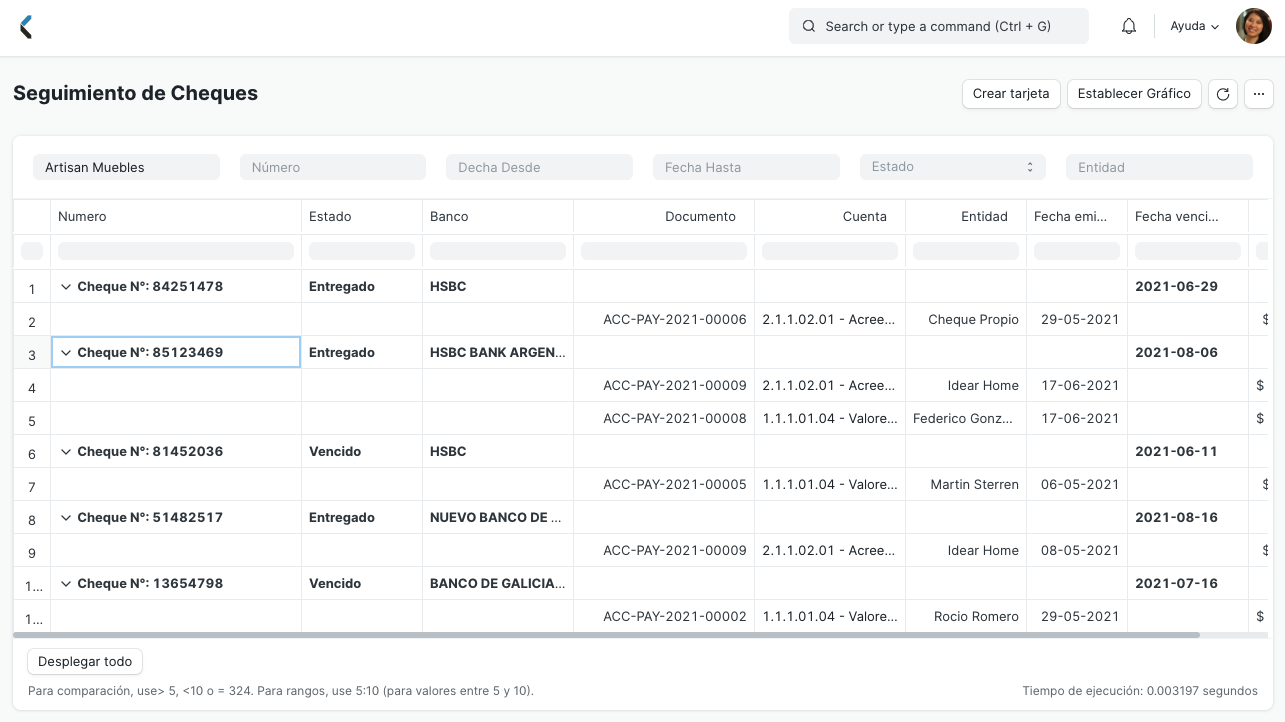 Search or type a command (Ctrl + G)
Ayuda
Seguimiento de Cheques
Crear tarjeta
Establecer Gráfico
Artisan Muebles
Número
Decha Desde
Fecha Hasta
Estado
Entidad
Numero Estado Banco Documento Cuenta Entidad Fecha emi... Fecha venci...
1 Cheque N°: 84251478 Entregado HSBC 2021-06-29
2 ACC-PAY-2021-00006 2.1.1.02.01 - Acree... Cheque Propio 29-05-2021 $
3 Cheque N°: 85123469 Entregado HSBC BANK ARGEN... 2021-08-06
4 ACC-PAY-2021-00009 2.1.1.02.01 - Acree... Idear Home 17-06-2021 $
5 ACC-PAY-2021-00008 1.1.1.01.04 - Valore... Federico Gonz... 17-06-2021 $
6 Cheque N°: 81452036 Vencido HSBC 2021-06-11
7 ACC-PAY-2021-00005 1.1.1.01.04 - Valore... Martin Sterren 06-05-2021 $
8 Cheque N°: 51482517 Entregado NUEVO BANCO DE ... 2021-08-16
9 ACC-PAY-2021-00009 2.1.1.02.01 - Acree... Idear Home 08-05-2021 $
1... Cheque N°: 13654798 Vencido BANCO DE GALICIA... 2021-07-16
1... ACC-PAY-2021-00002 1.1.1.01.04 - Valore... Rocio Romero 29-05-2021 $
Desplegar todo
Para comparación, use> 5, <10 o = 324. Para rangos, use 5:10 (para valores entre 5 y 10).
Tiempo de ejecución: 0.003197 segundos